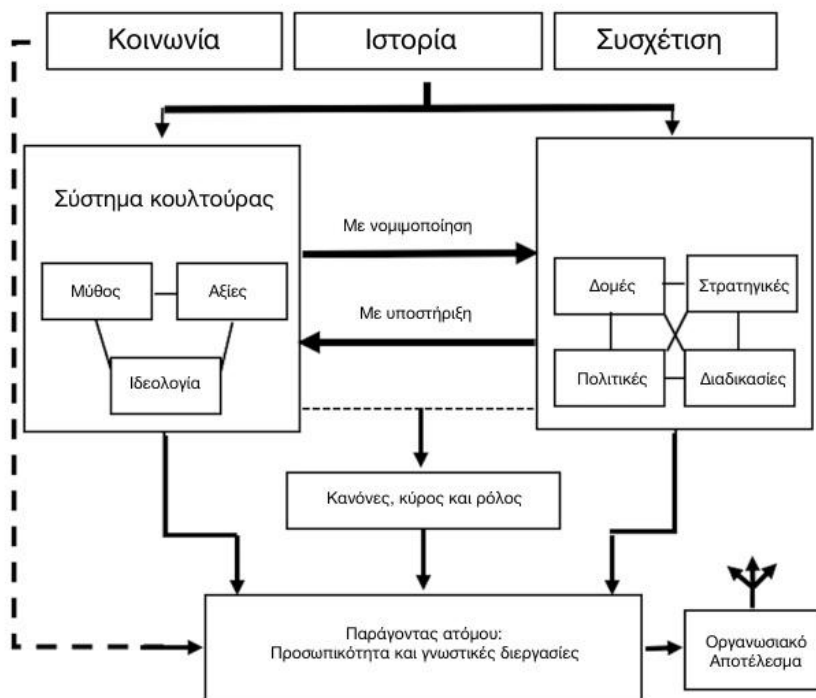 Κοινωνία
Ιστορία
Συσχέτιση
Σύστημα κουλτούρας
Με νομιμοποίηση
Μύθος
Αξίες
Δομές
Στρατηγικές
Με υποστήριξη
Ιδεολογία
Πολιτικές
Διαδικασίες
Κανόνες, κύρος και ρόλος
Παράγοντας ατόμου:
Προσωπικότητα και γνωστικές διεργασίες
Οργανωσιακό
Αποτέλεσμα